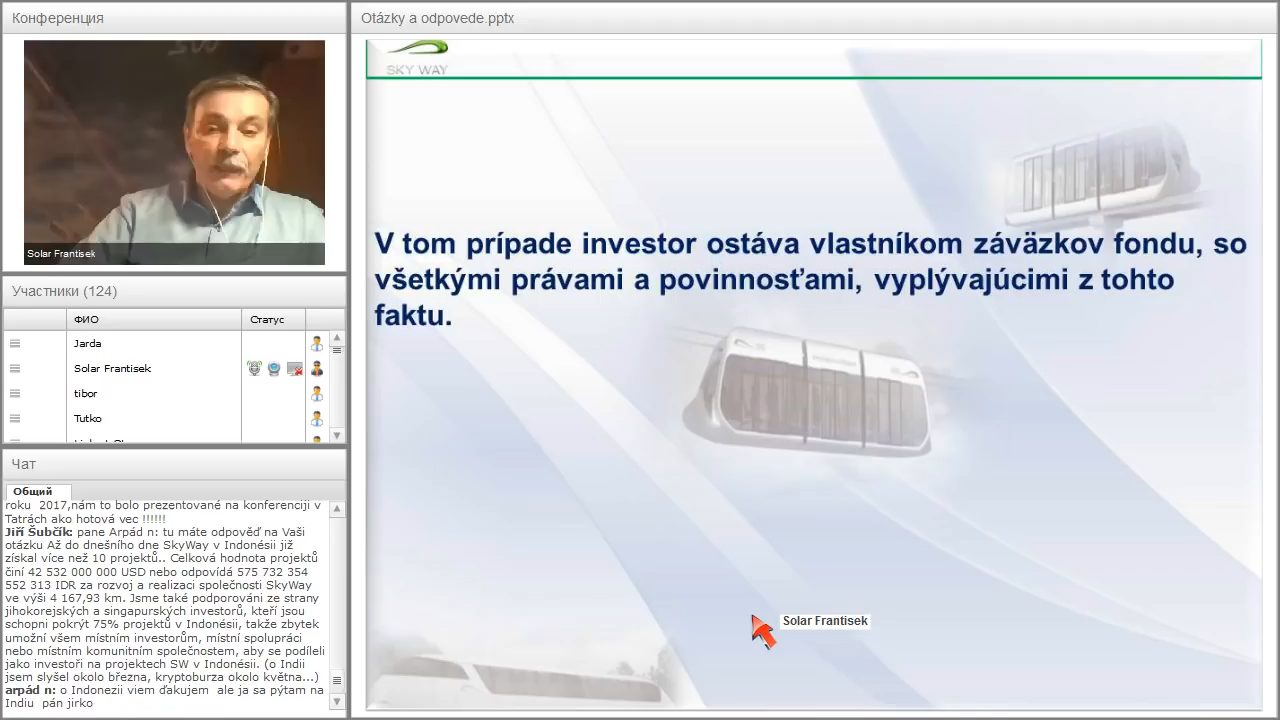 Конференция
Solar Frantisek
Участники (124)
ФИО
Статус
Jarda
Solar Frantisek
tibor
Tutko
Чат
Общий
roku 2017,nám to bolo prezentované na konferenciji v
Tatrách ako hotová vec !!!!!!
Jiří Šubčík: pane Arpád n: tu máte odpověď na Vaši
otázku Až do dnešního dne SkyWay v Indonésii již
získal více než 10 projektů.. Celková hodnota projektů
činí 42 532 000 000 USD nebo odpovídá 575 732 354
552 313 IDR za rozvoj a realizaci společnosti SkyWay
ve výši 4 167,93 km. Jsme také podporováni ze strany
jihokorejských a singapurských investorů, kteří jsou
schopni pokrýt 75% projektů v Indonésii, takže zbytek
umožní všem místním investorům, místní spolupráci
nebo místním komunitním společnostem, aby se podíleli
jako investoři na projektech SW v Indonésii. (o Indii
jsem slyšel okolo března, kryptoburza okolo května...)
arpád n: o Indonezii viem ďakujem ale ja sa pýtam na
Indiu pán jirko
Otázky a odpovede.pptx
SKY WAY
V tom prípade investor ostáva vlastníkom záväzkov fondu, so
všetkými právami a povinnosťami, vyplývajúcimi z tohto
faktu.
Solar Frantisek